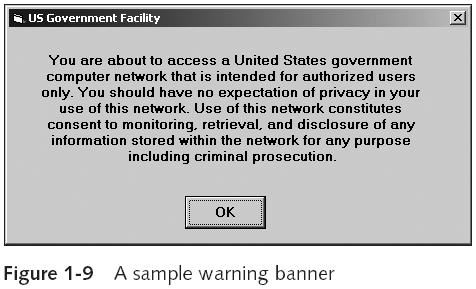 US Government Facility
You are about to access a United States government
computer network that is intended for authorized users
only. You should have no expectation of privacy in your
use of this network. Use of this network constitutes
consent to monitoring, retrieval, and disclosure of any
information stored within the network for any purpose
including criminal prosecution.
OK
Figure 1-9 A sample warning banner